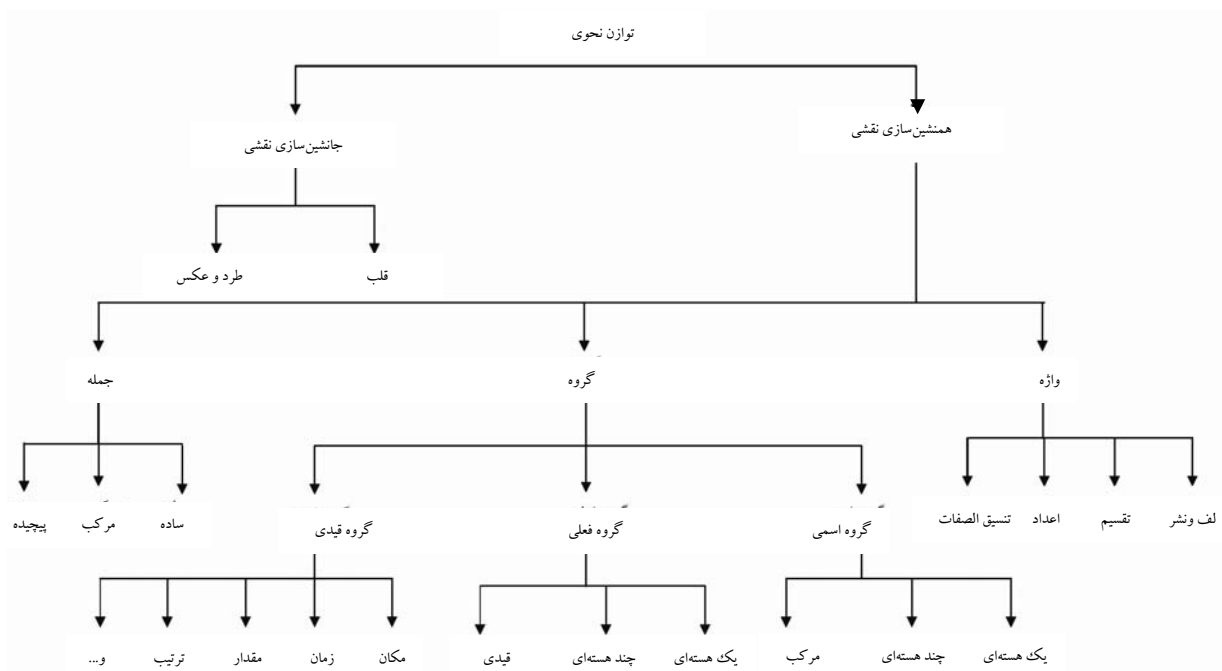 توازن نحوی
همنشین‌سازی نقشی
جانشین‌سازی نقشی
قلب
طرد و عکس
واژه
گروه
جمله
لف ونشر
تقسیم
اعداد
تنسیق الصفات
گروه اسمی
گروه فعلی
گروه قیدی
ساده
مرکب
پیچیده
یک هسته‌ای
چند هسته‌ای
مرکب
یک هسته‌ای
چند هسته‌ای
قیدی
مکان
زمان
مقدار
ترتیب
و...